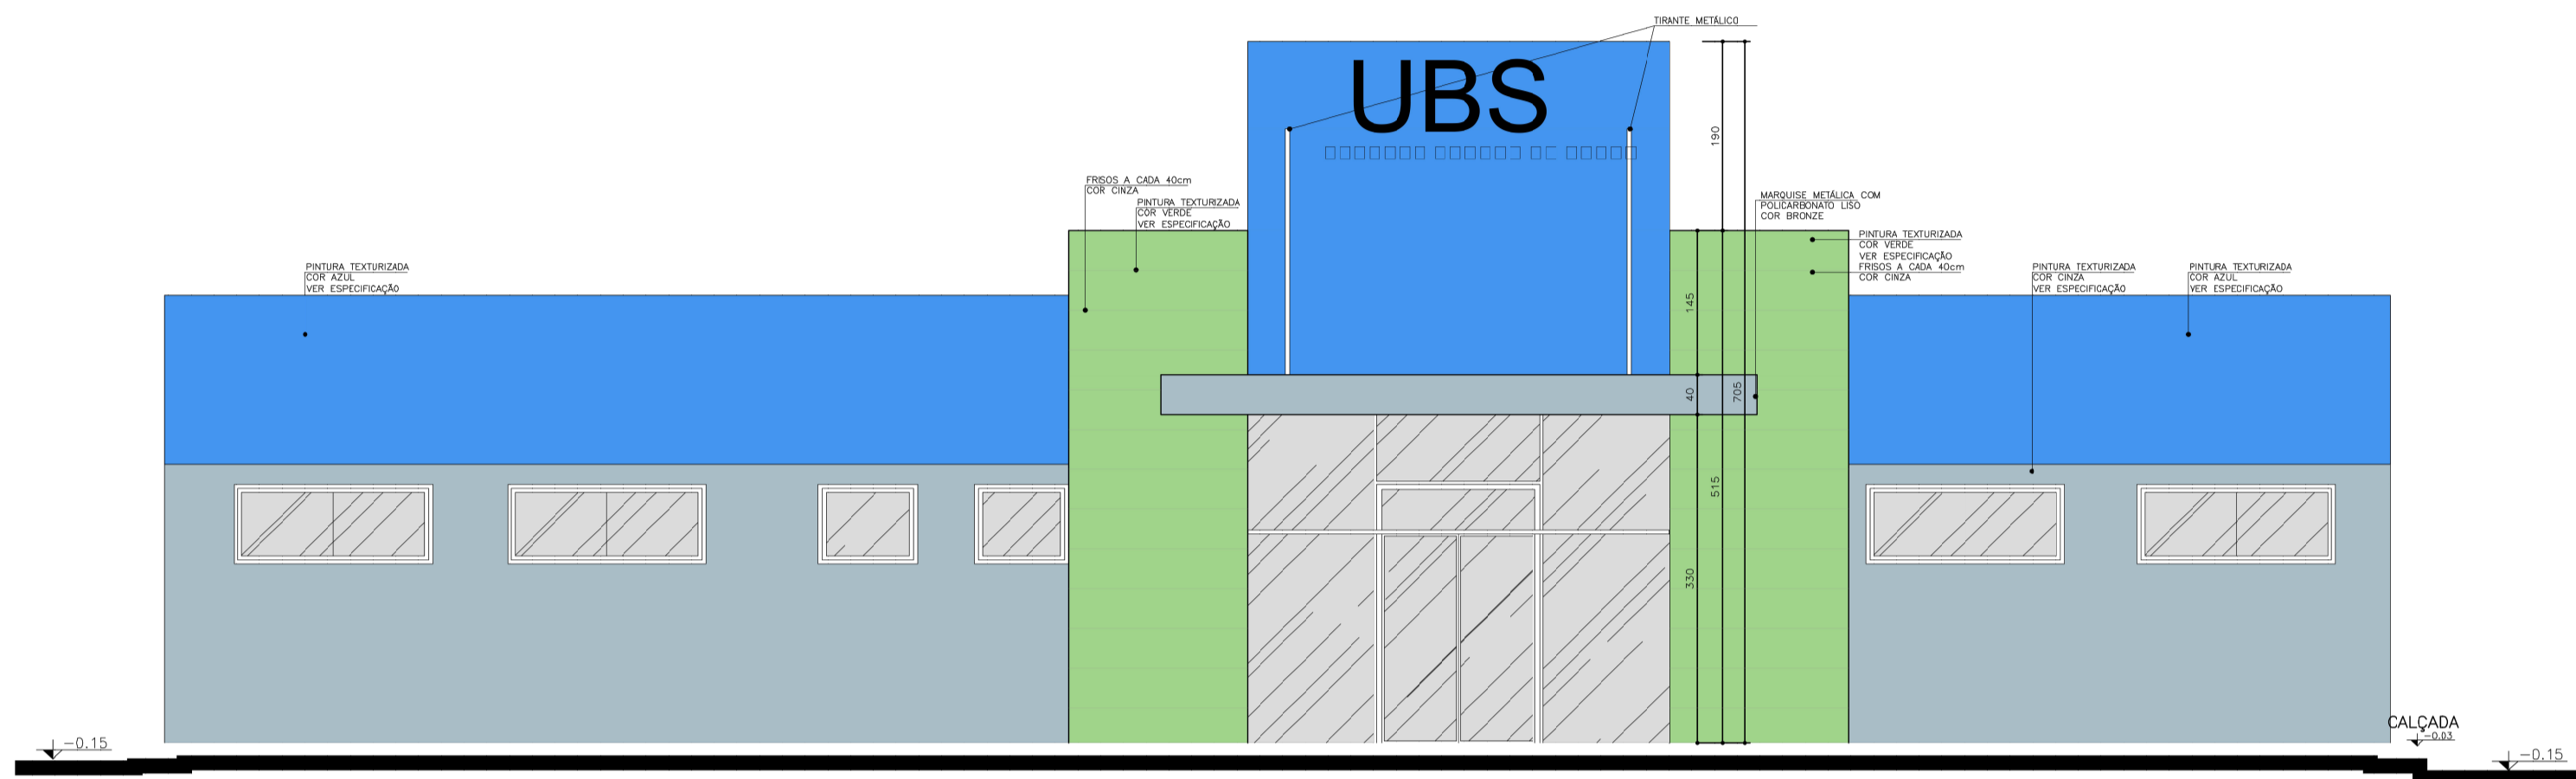 TIRANTE METÁLICO
UBS
190
FRISOS A CADA 40cm
COR CINZA
PINTURA TEXTURIZADA
COR VERDE
VER ESPECIFICAÇÃO
MARQUISE METÁLICA COM
POLICARBONATO LISO
COR BRONZE
PINTURA TEXTURIZADA
COR VERDE
VER ESPECIFICAÇÃO
FRISOS A CADA 40cm
COR CINZA
PINTURA TEXTURIZADA
COR AZUL
VER ESPECIFICAÇÃO
PINTURA TEXTURIZADA
COR CINZA
VER ESPECIFICAÇÃO
PINTURA TEXTURIZADA
COR AZUL
VER ESPECIFICAÇÃO
145
40
705
515
330
CALÇADA
-0.03
-0.15
-0.15